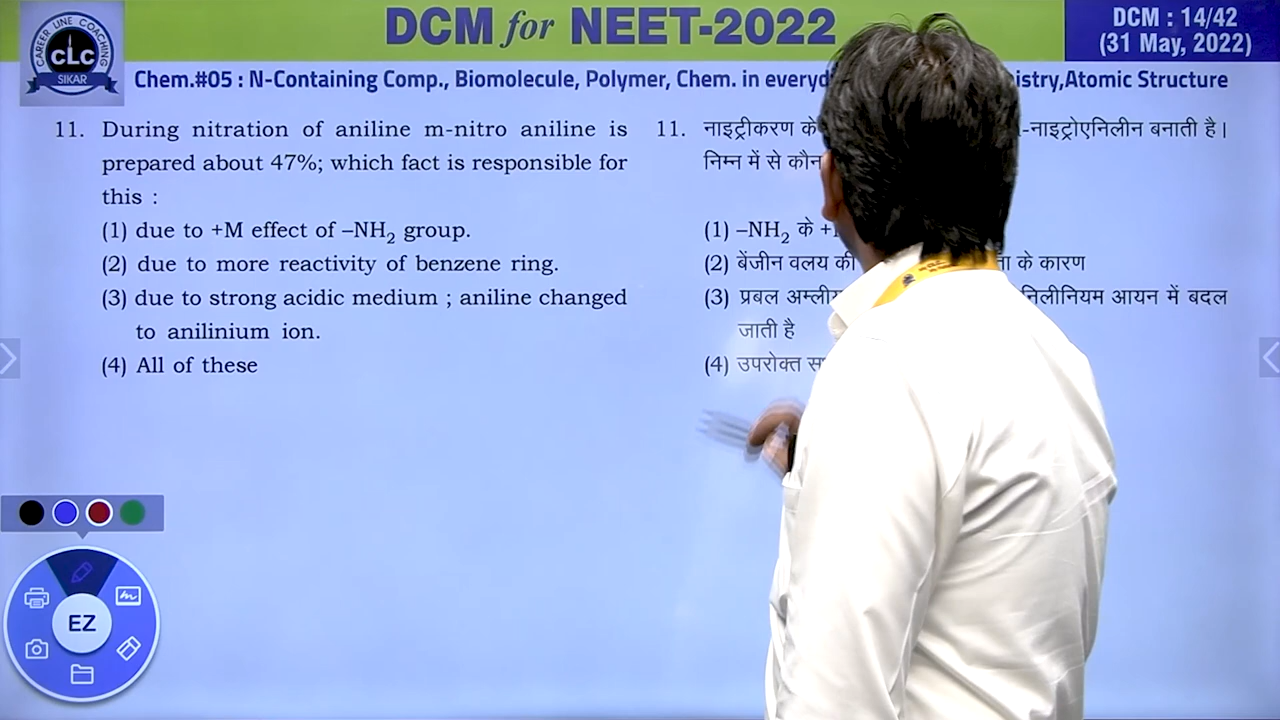 CAREER LINE COACHING
CLC
SIKAR
DCM for NEET-2022
DCM : 14/42
(31 May, 2022)
Chem.#05 : N-Containing Comp., Biomolecule, Polymer, Chem. in everyd
istry,Atomic Structure
11. During nitration of aniline m-nitro aniline is
prepared about 47%; which fact is responsible for
this :
(1) due to +M effect of –NH₂ group.
(2) due to more reactivity of benzene ring.
(3) due to strong acidic medium ; aniline changed
to anilinium ion.
(4) All of these
11. नाइट्रीकरण के -नाइट्रोएनिलीन बनाती है।
निम्न में से कौन
(1) –NH₂ के
(2) बेंजीन वलय की के कारण
(3) प्रबल आयन में बदल
जाती है
(4) उपरोक्त
EZ